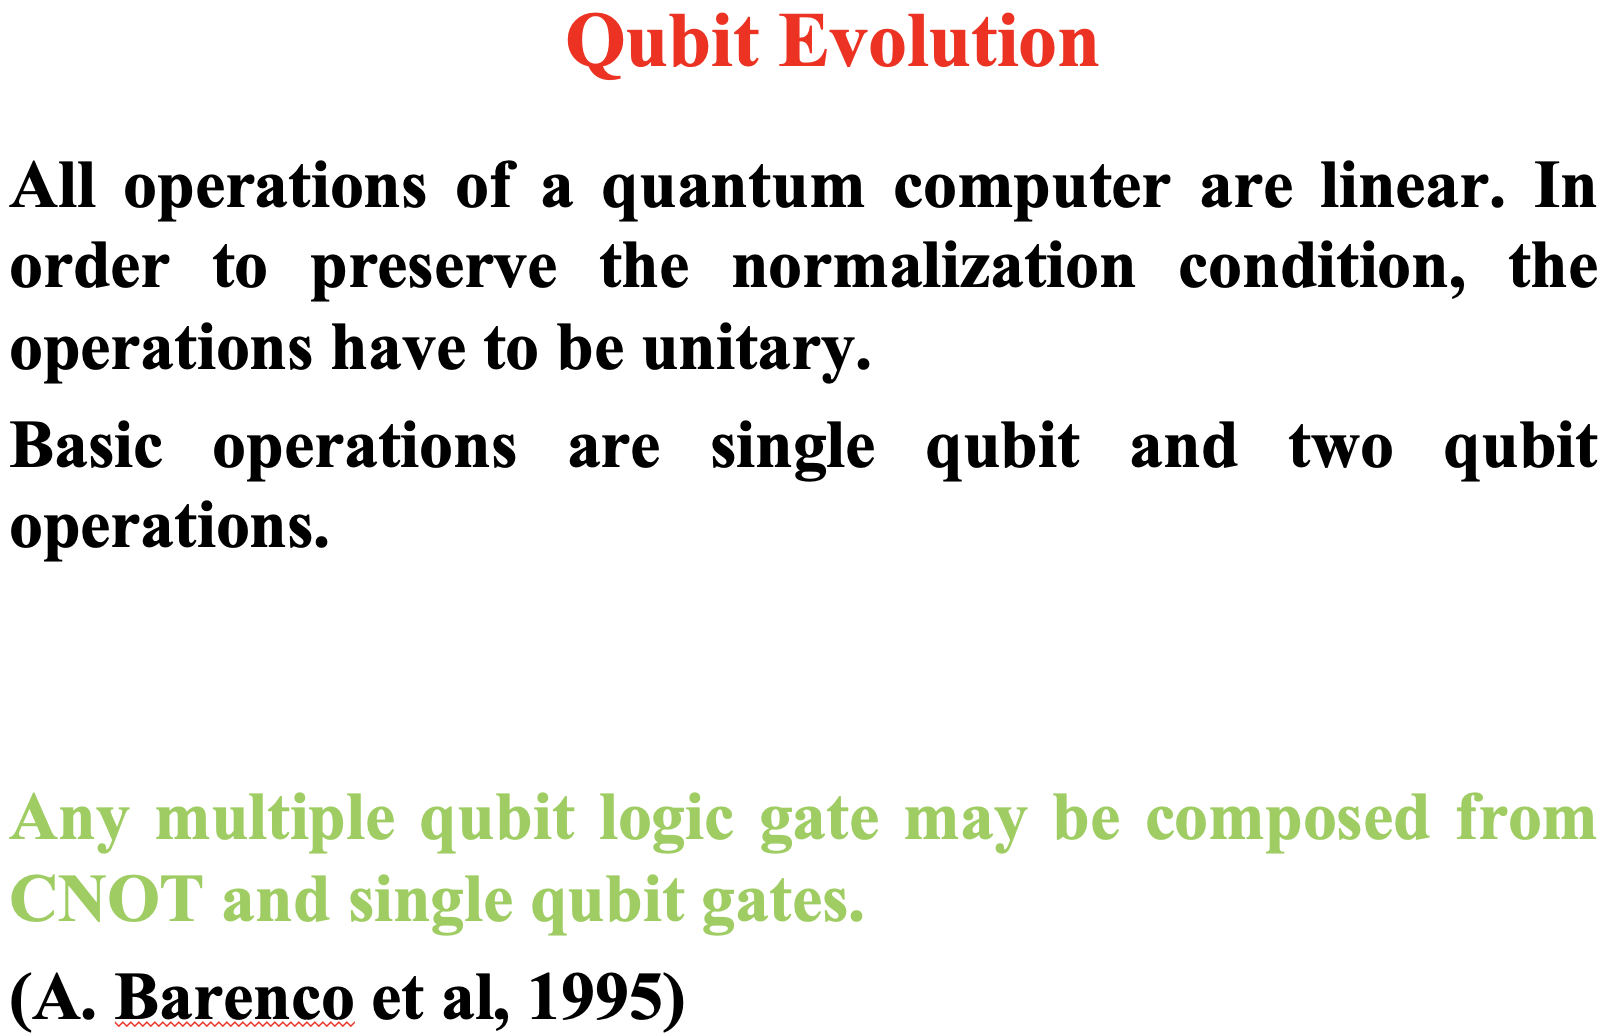 Qubit Evolution
All operations of a quantum computer are linear. In
order to preserve the normalization condition, the
operations have to be unitary.
Basic operations are single qubit and two qubit
operations.
Any multiple qubit logic gate may be composed from
CNOT and single qubit gates.
(A. Barenco et al, 1995)